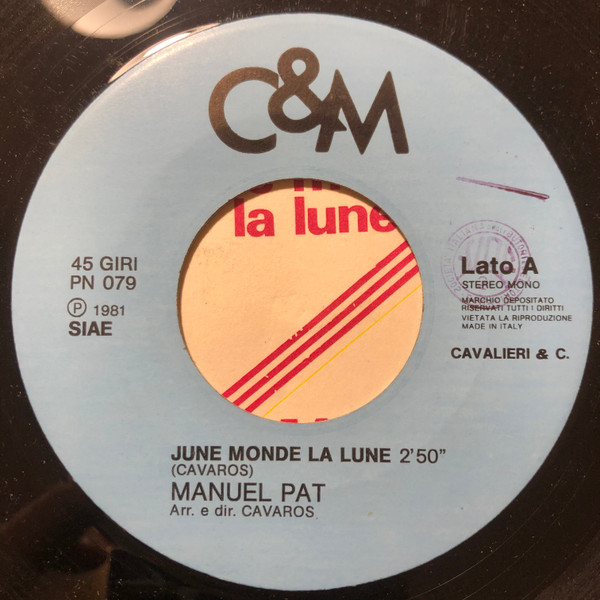 C&M
la lune
45 GIRI
PN 079
Ⓟ 1981
SIAE
Lato A
STEREO MONO
MARCHIO DEPOSITATO
RISERVATI TUTTI I DIRITTI
VIETATA LA RIPRODUZIONE
MADE IN ITALY
CAVALIERI & C.
JUNE MONDE LA LUNE 2'50"
(CAVAROS)
MANUEL PAT
Arr. e dir. CAVAROS